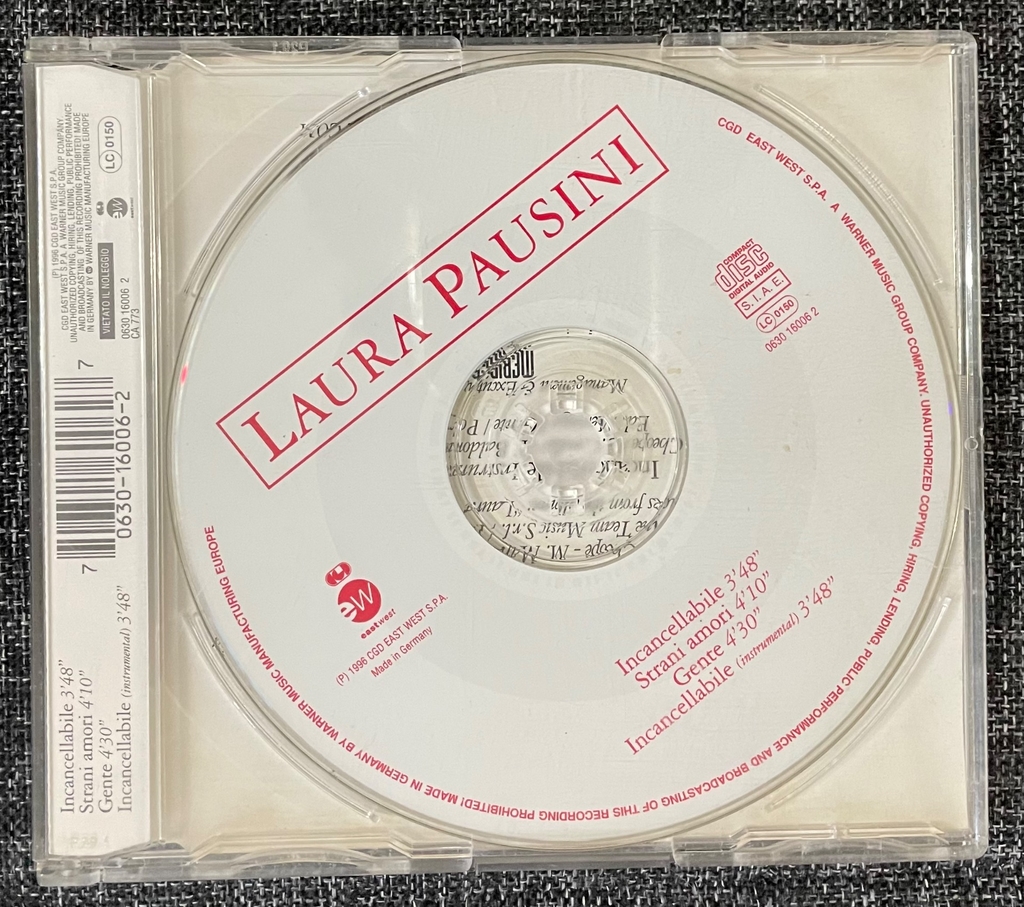 (P) 1996 CGD EAST WEST S.P.A.
CGD EAST WEST S.P.A. A WARNER MUSIC GROUP COMPANY.
UNAUTHORIZED COPYING, HIRING, LENDING, PUBLIC PERFORMANCE
AND BROADCASTING OF THIS RECORDING PROHIBITED! MADE
IN GERMANY BY WARNER MUSIC MANUFACTURING EUROPE
LC 0150
ew
VIETATO IL NOLEGGIO
0630 16006 2
CA 773
7 0630-16006-2 7
Incancellabile 3'48"
Strani amori 4'10"
Gente 4'30"
Incancellabile (instrumental) 3'48"
LAURA PAUSINI
CGD EAST WEST S.P.A. A WARNER MUSIC GROUP COMPANY. UNAUTHORIZED COPYING, HIRING, LENDING, PUBLIC PERFORMANCE AND BROADCASTING OF THIS RECORDING PROHIBITED! MADE IN GERMANY BY WARNER MUSIC MANUFACTURING EUROPE
COMPACT
disc
DIGITAL AUDIO
S.I.A.E.
LC 0150
0630 16006 2
ew
eastwest
(P) 1996 CGD EAST WEST S.P.A.
Made in Germany
Incancellabile 3'48"
Strani amori 4'10"
Gente 4'30"
Incancellabile (instrumental) 3'48"
Management &
from
Team Music S.r.l.